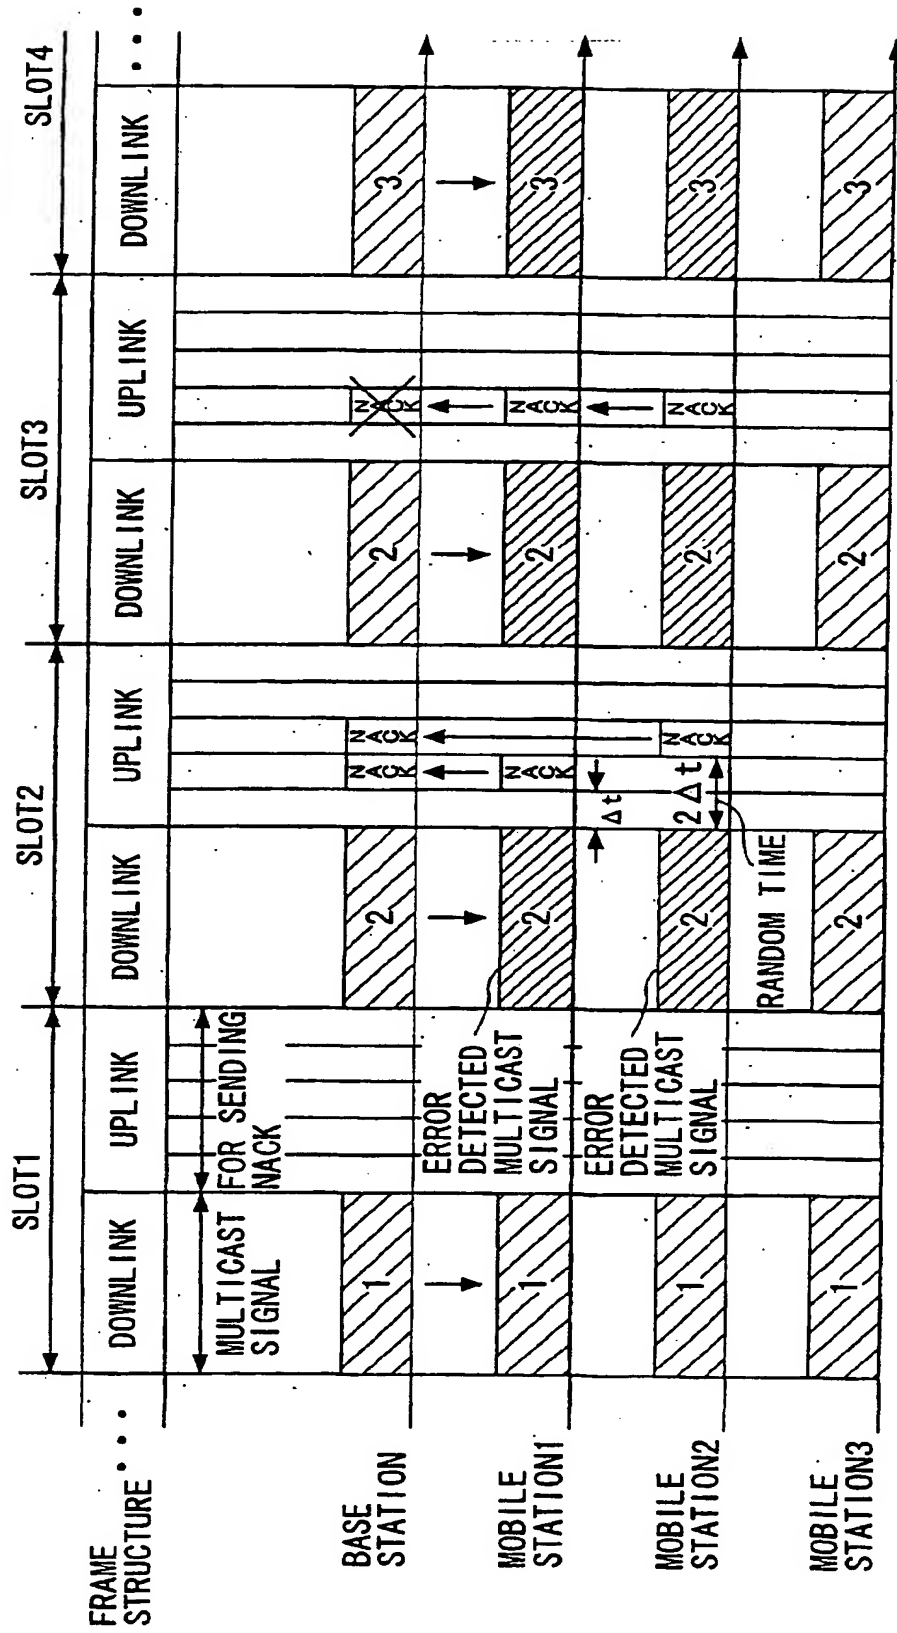 SLOT1
SLOT2
SLOT3
SLOT4
FRAME
STRUCTURE
DOWNLINK
UPLINK
DOWNLINK
UPLINK
DOWNLINK
UPLINK
DOWNLINK
MULTICAST
SIGNAL
FOR SENDING
NACK
BASE
STATION
1
2
NACK
NACK
2
NACK
3
MOBILE
STATION1
1
ERROR
DETECTED
MULTICAST
SIGNAL
2
NACK
Δt
2
NACK
3
MOBILE
STATION2
1
ERROR
DETECTED
MULTICAST
SIGNAL
2
2Δt
NACK
2
NACK
3
RANDOM TIME
MOBILE
STATION3
1
2
2
3